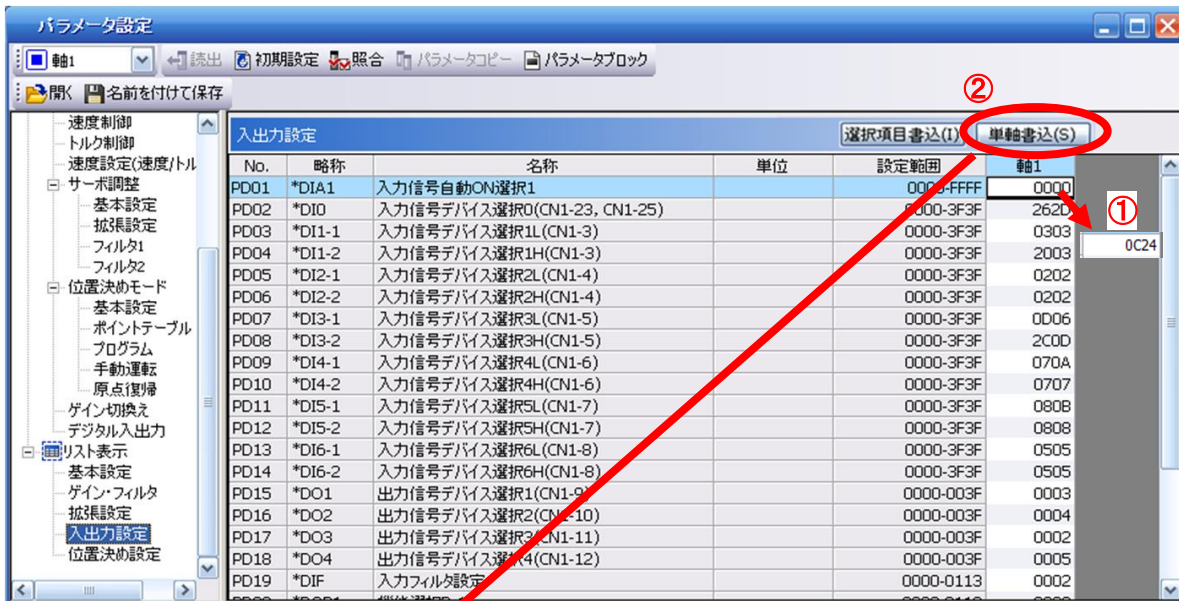 パラメータ設定
軸1 読出 初期設定 照合 パラメータコピー パラメータブロック
開く 名前を付けて保存
②
速度制御
トルク制御
速度設定(速度/トル
サーボ調整
基本設定
拡張設定
フィルタ1
フィルタ2
位置決めモード
基本設定
ポイントテーブル
プログラム
手動運転
原点復帰
ゲイン切換え
デジタル入出力
リスト表示
基本設定
ゲイン・フィルタ
拡張設定
入出力設定
位置決め設定
入出力設定 選択項目書込(I) 単軸書込(S)
No. 略称 名称 単位 設定範囲 軸1
PD01 *DIA1 入力信号自動ON選択1 0000-FFFF 0000
PD02 *DI0 入力信号デバイス選択0(CN1-23, CN1-25) 0000-3F3F 262D
①
PD03 *DI1-1 入力信号デバイス選択1L(CN1-3) 0000-3F3F 0303
0C24
PD04 *DI1-2 入力信号デバイス選択1H(CN1-3) 0000-3F3F 2003
PD05 *DI2-1 入力信号デバイス選択2L(CN1-4) 0000-3F3F 0202
PD06 *DI2-2 入力信号デバイス選択2H(CN1-4) 0000-3F3F 0202
PD07 *DI3-1 入力信号デバイス選択3L(CN1-5) 0000-3F3F 0D06
PD08 *DI3-2 入力信号デバイス選択3H(CN1-5) 0000-3F3F 2C0D
PD09 *DI4-1 入力信号デバイス選択4L(CN1-6) 0000-3F3F 070A
PD10 *DI4-2 入力信号デバイス選択4H(CN1-6) 0000-3F3F 0707
PD11 *DI5-1 入力信号デバイス選択5L(CN1-7) 0000-3F3F 080B
PD12 *DI5-2 入力信号デバイス選択5H(CN1-7) 0000-3F3F 0808
PD13 *DI6-1 入力信号デバイス選択6L(CN1-8) 0000-3F3F 0505
PD14 *DI6-2 入力信号デバイス選択6H(CN1-8) 0000-3F3F 0505
PD15 *DO1 出力信号デバイス選択1(CN1-9) 0000-003F 0003
PD16 *DO2 出力信号デバイス選択2(CN1-10) 0000-003F 0004
PD17 *DO3 出力信号デバイス選択3(CN1-11) 0000-003F 0002
PD18 *DO4 出力信号デバイス選択4(CN1-12) 0000-003F 0005
PD19 *DIF 入力フィルタ設定 0000-0113 0002